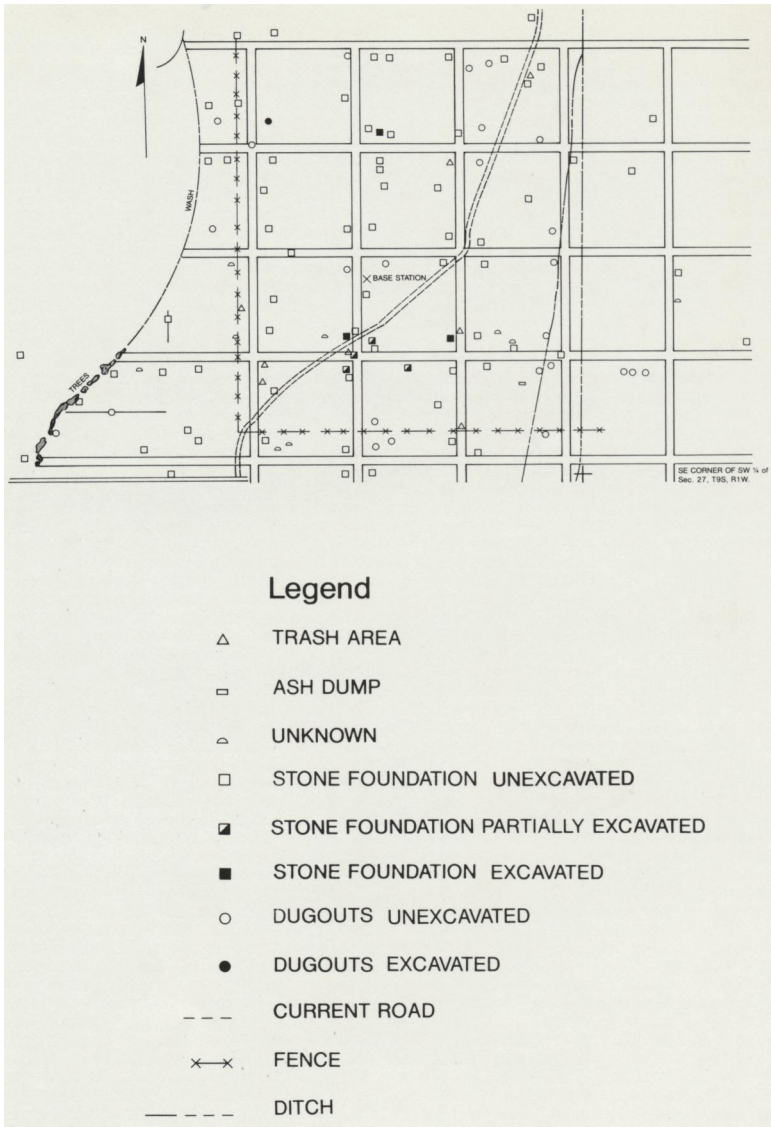 N
WASH
BASE STATION
TREES
SE CORNER OF SW ¼ of
Sec. 27, T9S, R1W.
Legend
TRASH AREA
ASH DUMP
UNKNOWN
STONE FOUNDATION UNEXCAVATED
STONE FOUNDATION PARTIALLY EXCAVATED
STONE FOUNDATION EXCAVATED
DUGOUTS UNEXCAVATED
DUGOUTS EXCAVATED
CURRENT ROAD
FENCE
DITCH